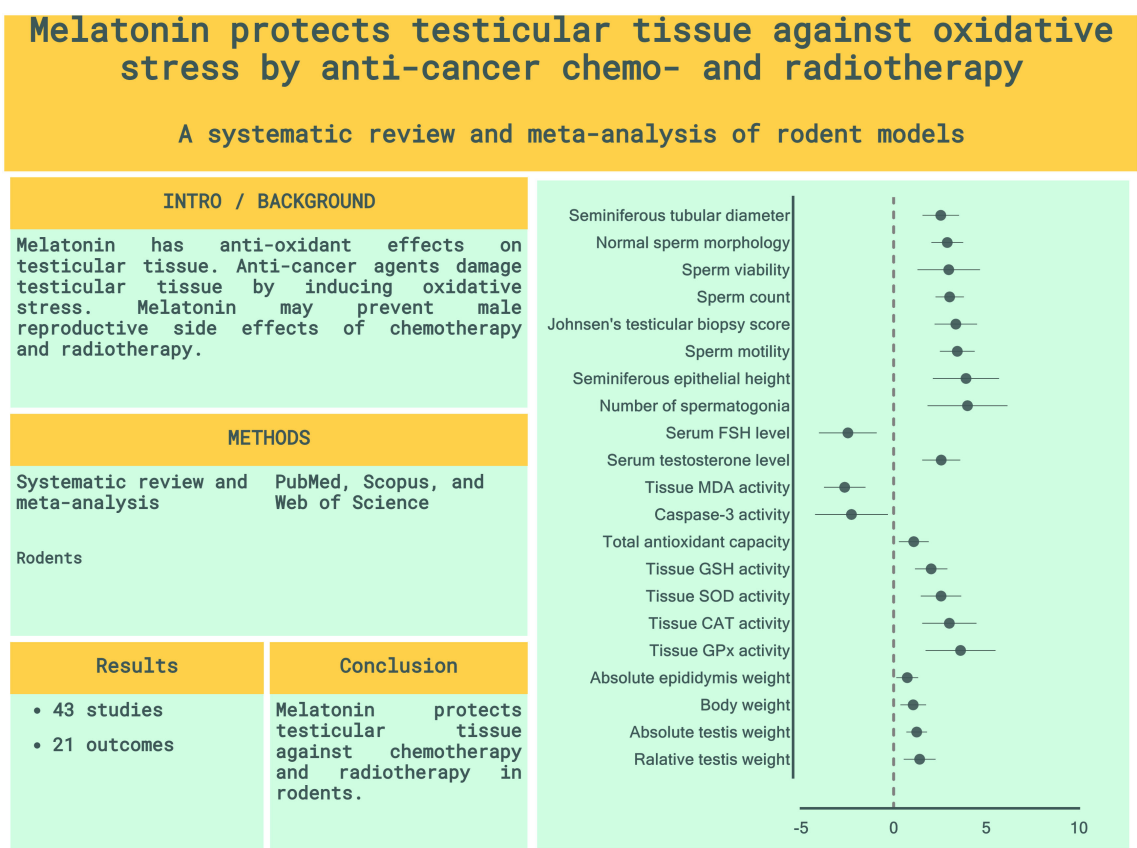 Melatonin protects testicular tissue against oxidative
stress by anti-cancer chemo- and radiotherapy
A systematic review and meta-analysis of rodent models
INTRO / BACKGROUND
Melatonin has anti-oxidant effects on
testicular tissue. Anti-cancer agents damage
testicular tissue by inducing oxidative
stress. Melatonin may prevent male
reproductive side effects of chemotherapy
and radiotherapy.
METHODS
Systematic review and
meta-analysis
PubMed, Scopus, and
Web of Science
Rodents
Results
• 43 studies
• 21 outcomes
Conclusion
Melatonin protects
testicular tissue
against chemotherapy
and radiotherapy in
rodents.
Seminiferous tubular diameter
Normal sperm morphology
Sperm viability
Sperm count
Johnsen's testicular biopsy score
Sperm motility
Seminiferous epithelial height
Number of spermatogonia
Serum FSH level
Serum testosterone level
Tissue MDA activity
Caspase-3 activity
Total antioxidant capacity
Tissue GSH activity
Tissue SOD activity
Tissue CAT activity
Tissue GPx activity
Absolute epididymis weight
Body weight
Absolute testis weight
Ralative testis weight
-5 0 5 10